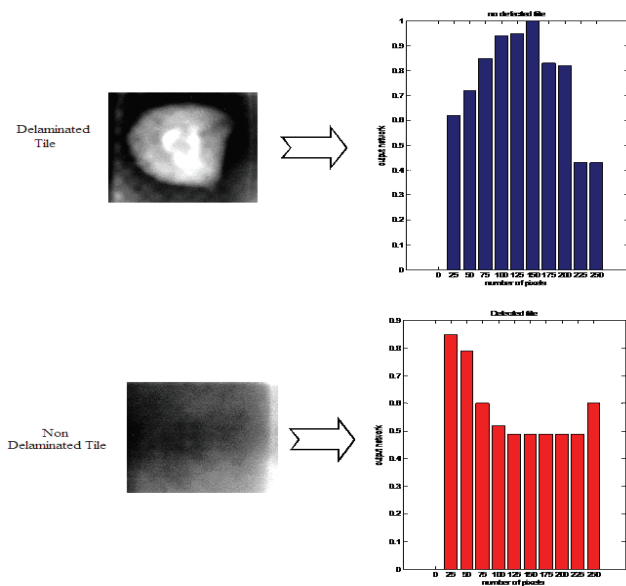 no defected tile
Delaminated
Tile
output network
1
0.9
0.8
0.7
0.6
0.5
0.4
0.3
0.2
0.1
0
0 25 50 75 100 125 150 175 200 225 250
number of pixels
Defected tile
Non
Delaminated Tile
output network
0.9
0.8
0.7
0.6
0.5
0.4
0.3
0.2
0.1
0
0 25 50 75 100 125 150 175 200 225 250
number of pixels